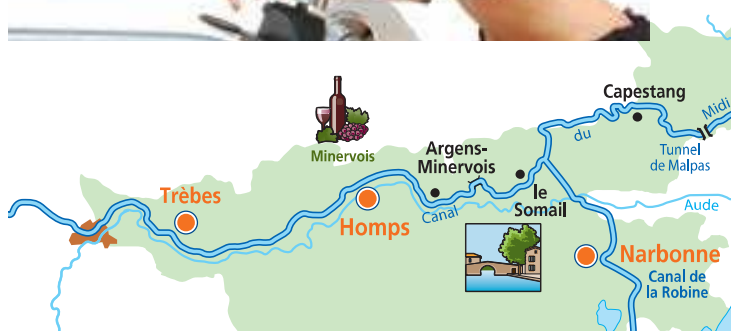 Capestang
Midi
du
Tunnel
de Malpas
Minervois
Argens-
Minervois
Trèbes
Homps
Canal
le
Somail
Aude
Narbonne
Canal de
la Robine